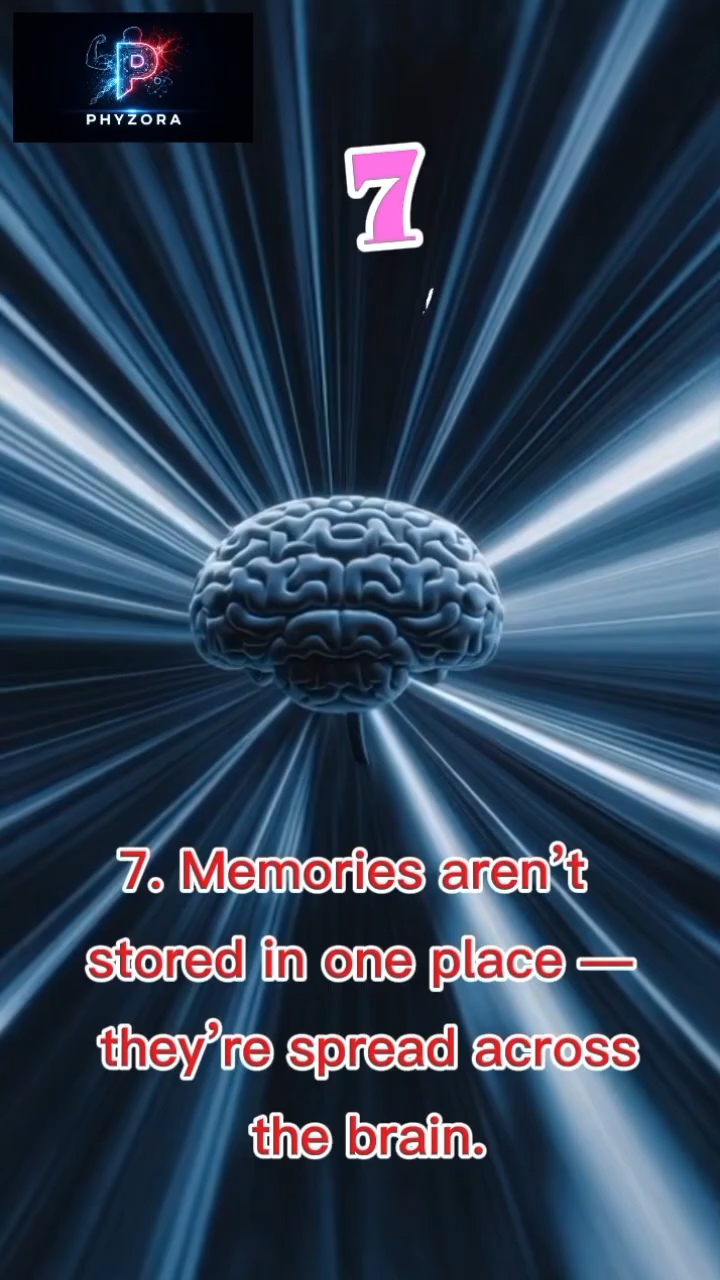 PHYZORA
7
7. Memories aren’t
stored in one place —
they’re spread across
the brain.